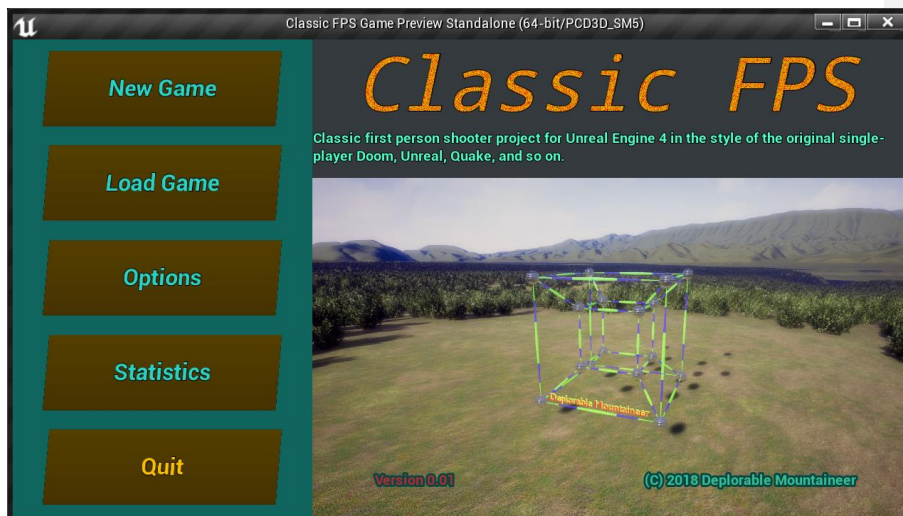 Classic FPS Game Preview Standalone (64-bit/PCD3D_SM5)
New Game
Load Game
Options
Statistics
Quit
Classic FPS
Classic first person shooter project for Unreal Engine 4 in the style of the original single-
player Doom, Unreal, Quake, and so on.
Deplorable Mountaineer
Version 0.01
(C) 2018 Deplorable Mountaineer